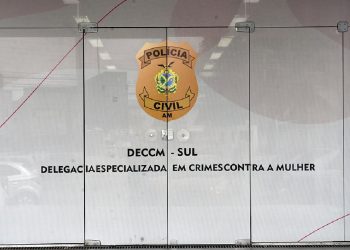 POLÍCIA
CIVIL
AM
DECCM - SUL
DELEGACIA ESPECIALIZADA EM CRIMES CONTRA A MULHER